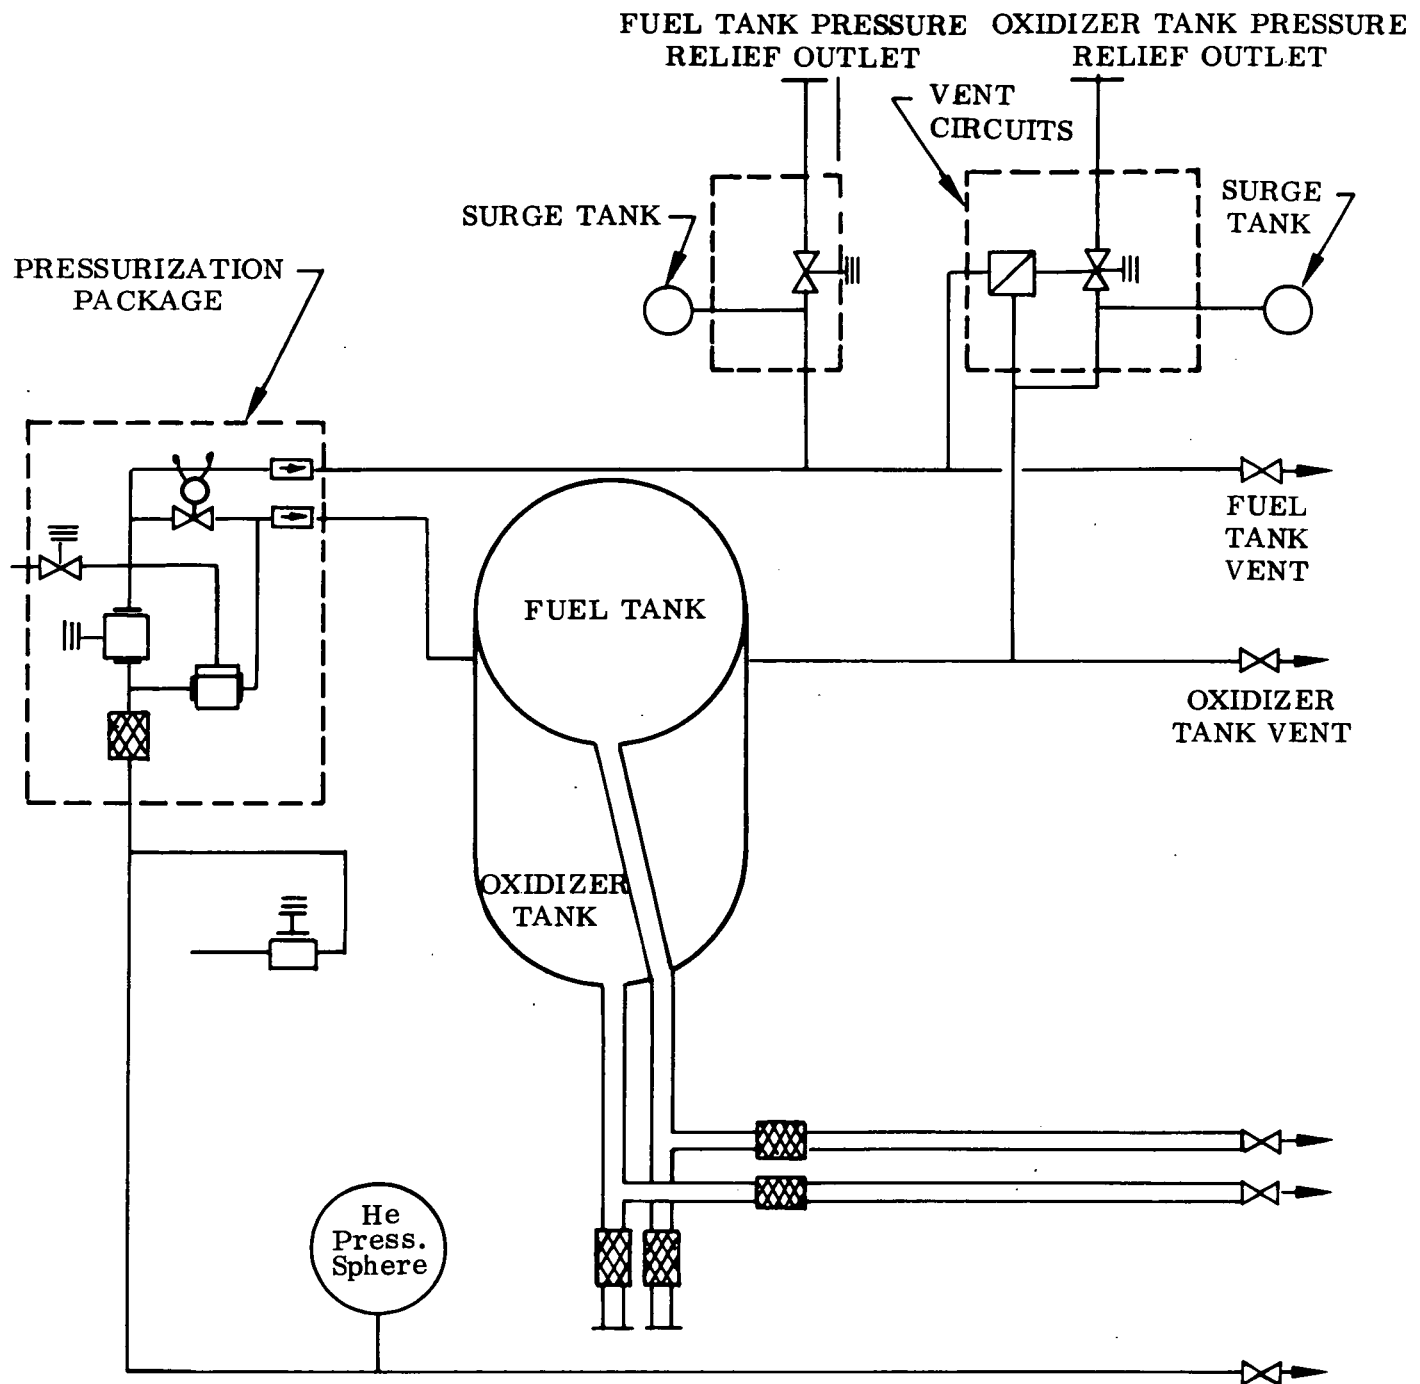 FUEL TANK PRESSURE
RELIEF OUTLET
OXIDIZER TANK PRESSURE
RELIEF OUTLET
VENT
CIRCUITS
SURGE TANK
SURGE
TANK
PRESSURIZATION
PACKAGE
FUEL
TANK
VENT
FUEL TANK
OXIDIZER
TANK VENT
OXIDIZER
TANK
He
Press.
Sphere